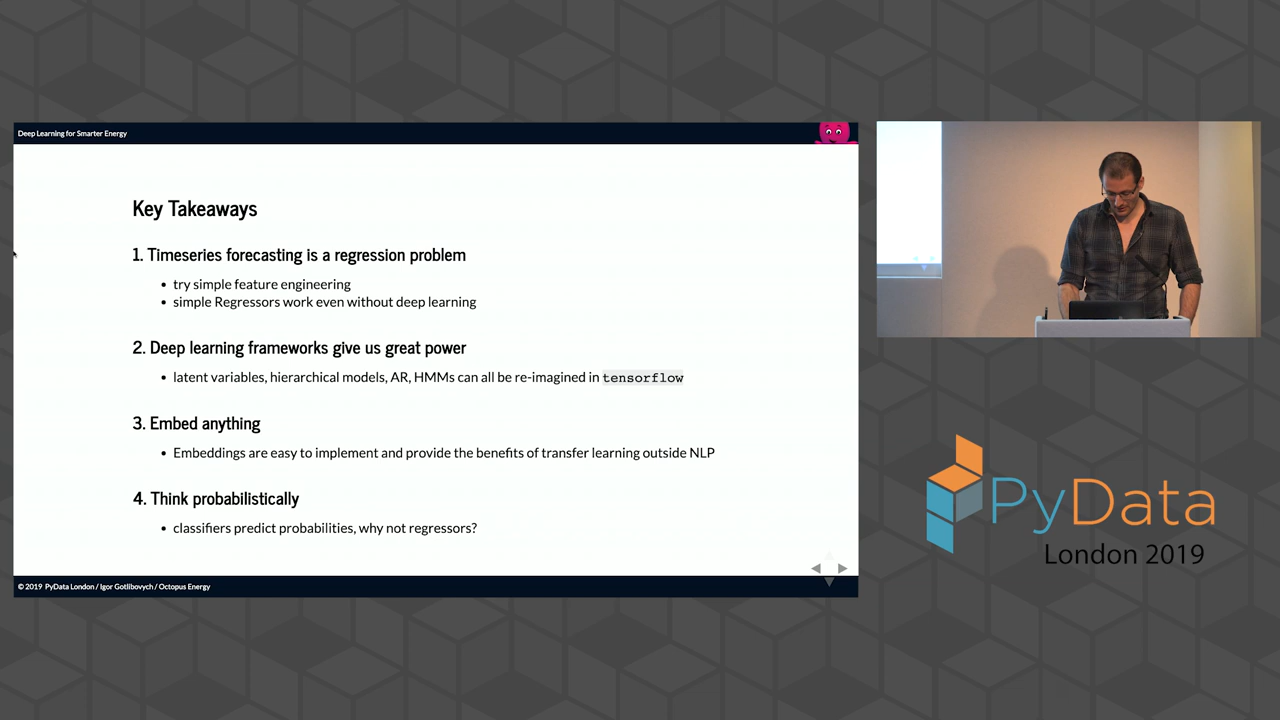 Deep Learning for Smarter Energy
Key Takeaways
1. Timeseries forecasting is a regression problem
• try simple feature engineering
• simple Regressors work even without deep learning
2. Deep learning frameworks give us great power
• latent variables, hierarchical models, AR, HMMs can all be re-imagined in tensorflow
3. Embed anything
• Embeddings are easy to implement and provide the benefits of transfer learning outside NLP
4. Think probabilistically
• classifiers predict probabilities, why not regressors?
© 2019 PyData London / Igor Gotlibovych / Octopus Energy
PyData
London 2019